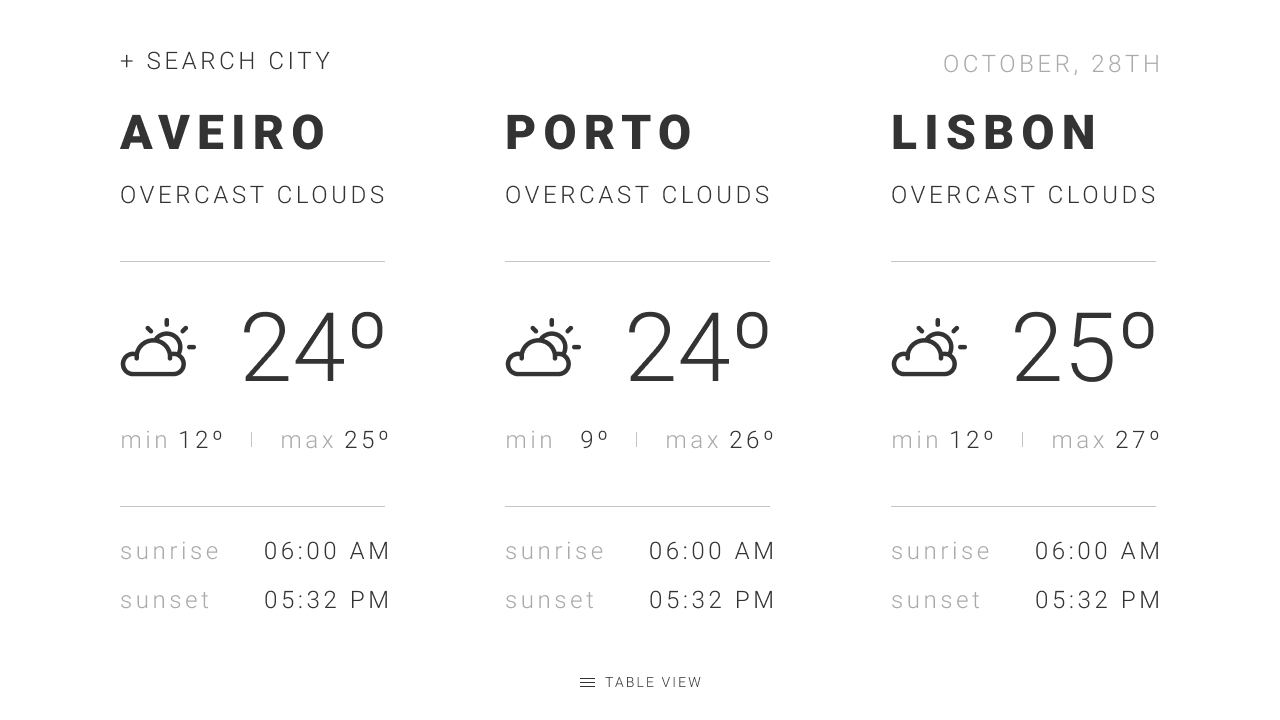 + SEARCH CITY
OCTOBER, 28TH
AVEIRO
OVERCAST CLOUDS
24º
min 12º
max 25º
sunrise 06:00 AM
sunset 05:32 PM
PORTO
OVERCAST CLOUDS
24º
min 9º
max 26º
sunrise 06:00 AM
sunset 05:32 PM
LISBON
OVERCAST CLOUDS
25º
min 12º
max 27º
sunrise 06:00 AM
sunset 05:32 PM
TABLE VIEW